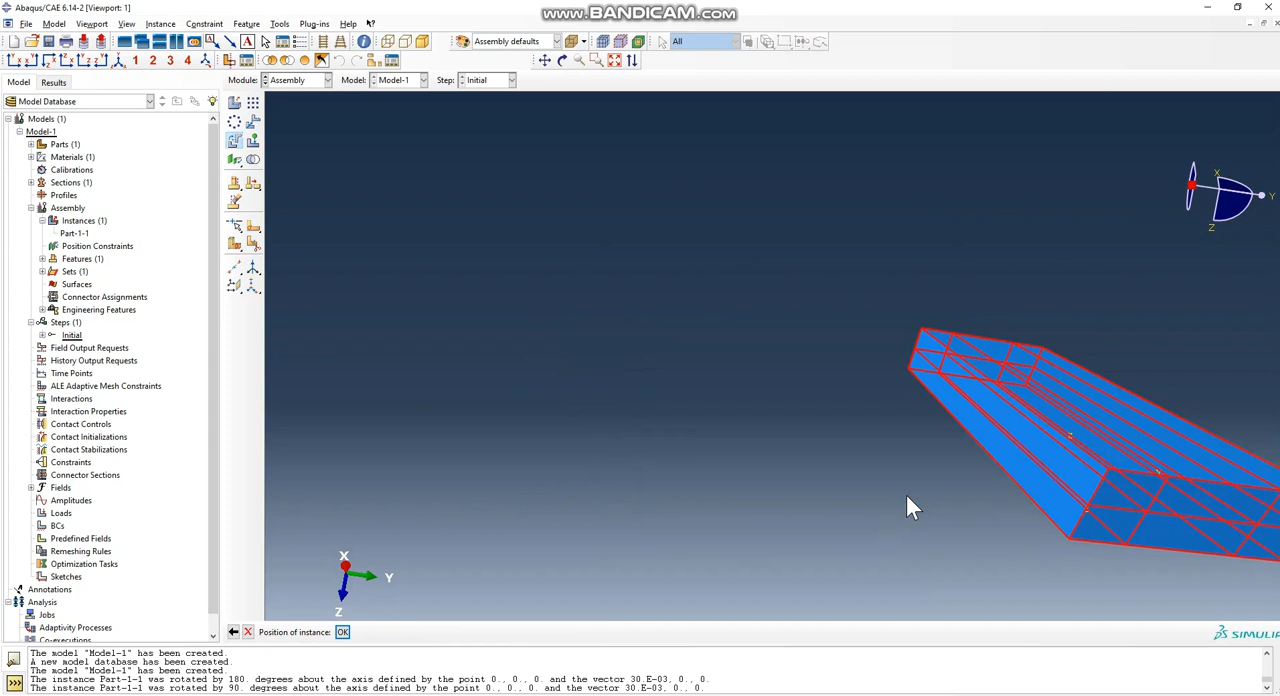 Abaqus/CAE 6.14-2 [Viewport: 1]
www.BANDICAM.com
File Model Viewport View Instance Constraint Feature Tools Plug-ins Help
Assembly defaults All
1 2 3 4
Model Results Module: Assembly Model: Model-1 Step: Initial
Model Database
Models (1)
Model-1
Parts (1)
Materials (1)
Calibrations
Sections (1)
Profiles
Assembly
Instances (1)
Part-1-1
Position Constraints
Features (1)
Sets (1)
Surfaces
Connector Assignments
Engineering Features
Steps (1)
Initial
Field Output Requests
History Output Requests
Time Points
ALE Adaptive Mesh Constraints
Interactions
Interaction Properties
Contact Controls
Contact Initializations
Contact Stabilizations
Constraints
Connector Sections
Fields
Amplitudes
Loads
BCs
Predefined Fields
Remeshing Rules
Optimization Tasks
Sketches
Annotations
Analysis
Jobs
Adaptivity Processes
Co-executions
X
Y
Z
X
Y
Z
Position of instance: OK
SIMULIA
The model "Model-1" has been created.
A new model database has been created.
The model "Model-1" has been created.
The instance Part-1-1 was rotated by 180. degrees about the axis defined by the point 0., 0., 0. and the vector 30.E-03, 0., 0.
The instance Part-1-1 was rotated by 90. degrees about the axis defined by the point 0., 0., 0. and the vector 30.E-03, 0., 0.